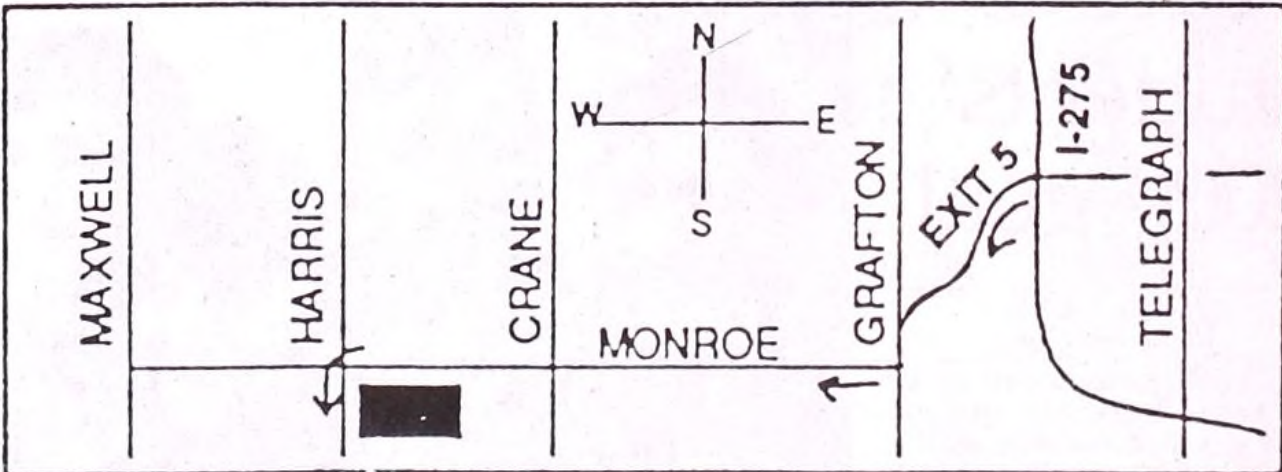 MAXWELL
HARRIS
CRANE
N
W
E
S
MONROE
GRAFTON
EXIT 5
I-275
TELEGRAPH